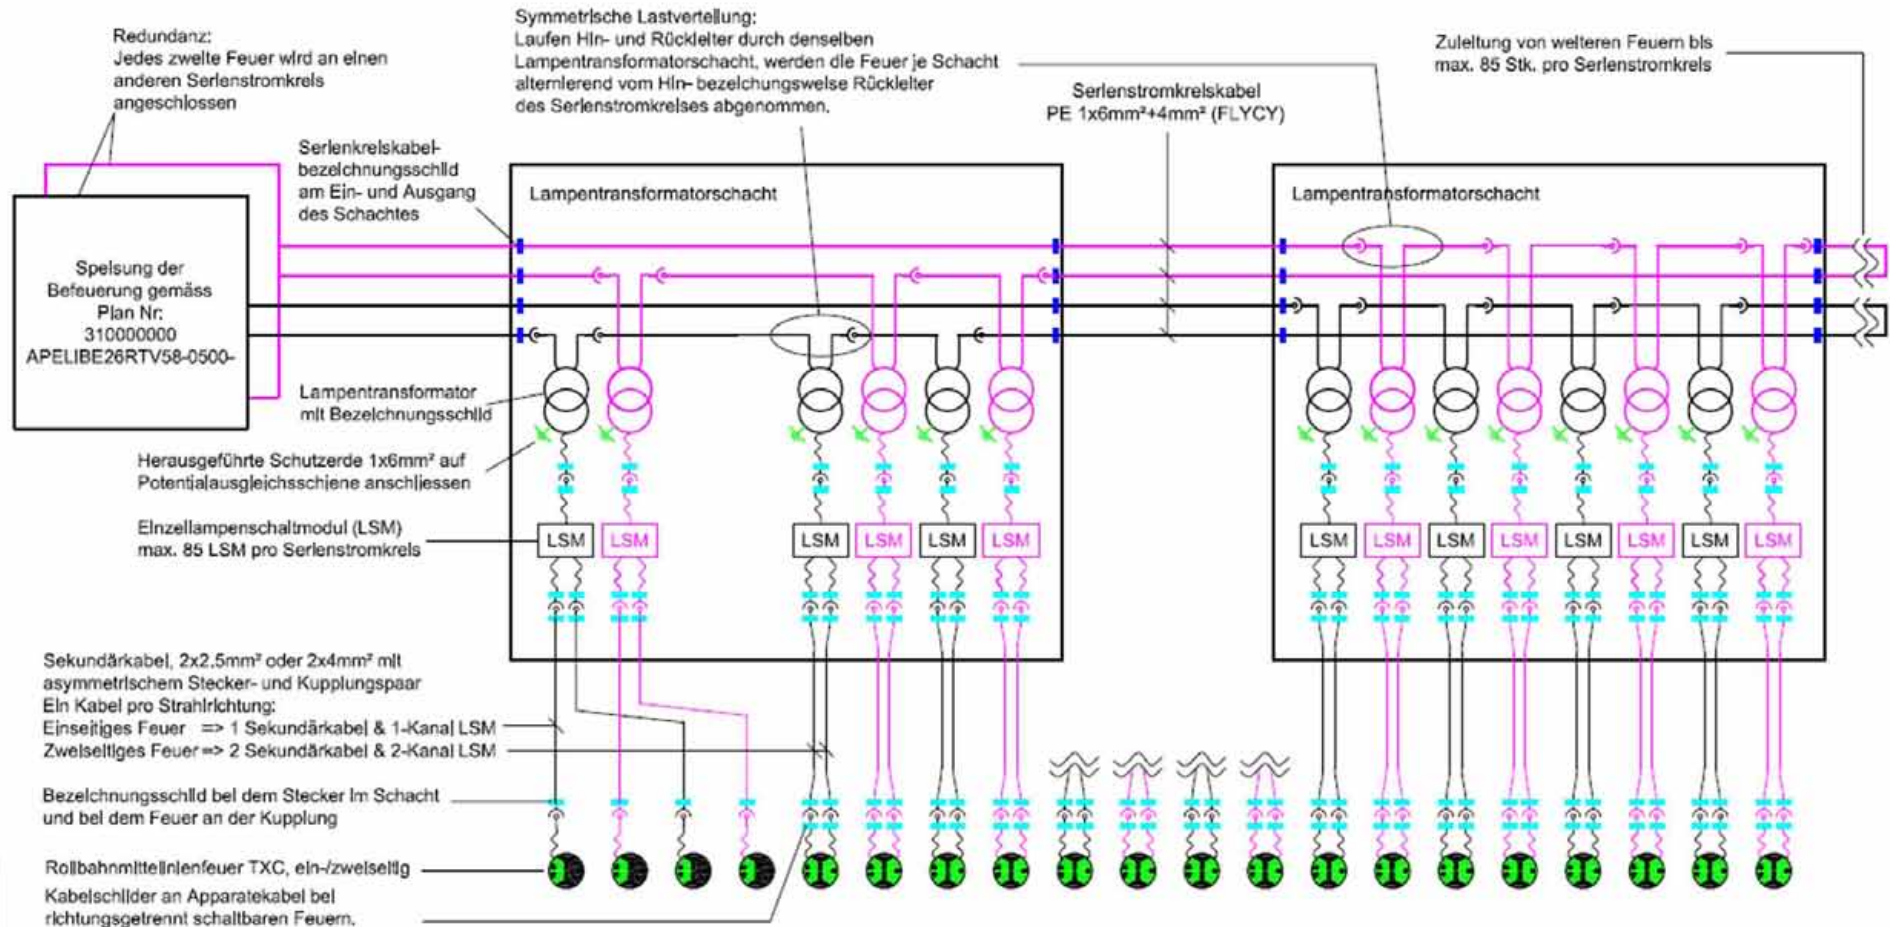 Redundanz:
Jedes zweite Feuer wird an einen
anderen Serienstromkreis
angeschlossen
Symmetrische Lastverteilung:
Laufen Hin- und Rückleiter durch denselben
Lampentransformatorschacht, werden die Feuer je Schacht
alternierend vom Hin- bezeichungsweise Rückleiter
des Serienstromkreises abgenommen.
Zuleitung von weiteren Feuern bis
max. 85 Stk. pro Serienstromkreis
Serienstromkreiskabel
PE 1x6mm²+4mm² (FLYCY)
Serienkreiskabel-
bezeichnungsschild
am Ein- und Ausgang
des Schachtes
Lampentransformatorschacht
Lampentransformatorschacht
Speisung der
Befeuerung gemäss
Plan Nr:
310000000
APELIBE26RTV58-0500-
Lampentransformator
mit Bezeichnungsschild
Herausgeführte Schutzerde 1x6mm² auf
Potentialausgleichsschiene anschliessen
Einzellampenschaltmodul (LSM)
max. 85 LSM pro Serienstromkreis
LSM LSM LSM LSM LSM LSM LSM LSM LSM LSM LSM LSM LSM LSM
Sekundärkabel, 2x2,5mm² oder 2x4mm² mit
asymmetrischem Stecker- und Kupplungspaar
Ein Kabel pro Strahlrichtung:
Einseitiges Feuer => 1 Sekundärkabel & 1-Kanal LSM
Zweiseitiges Feuer => 2 Sekundärkabel & 2-Kanal LSM
Bezeichnungsschild bei dem Stecker im Schacht
und bei dem Feuer an der Kupplung
Rollbahnmittelinienfeuer TXC, ein-/zweiseitig
Kabelschilder an Apparatekabel bei
richtungsgetrennt schaltbaren Feuern.